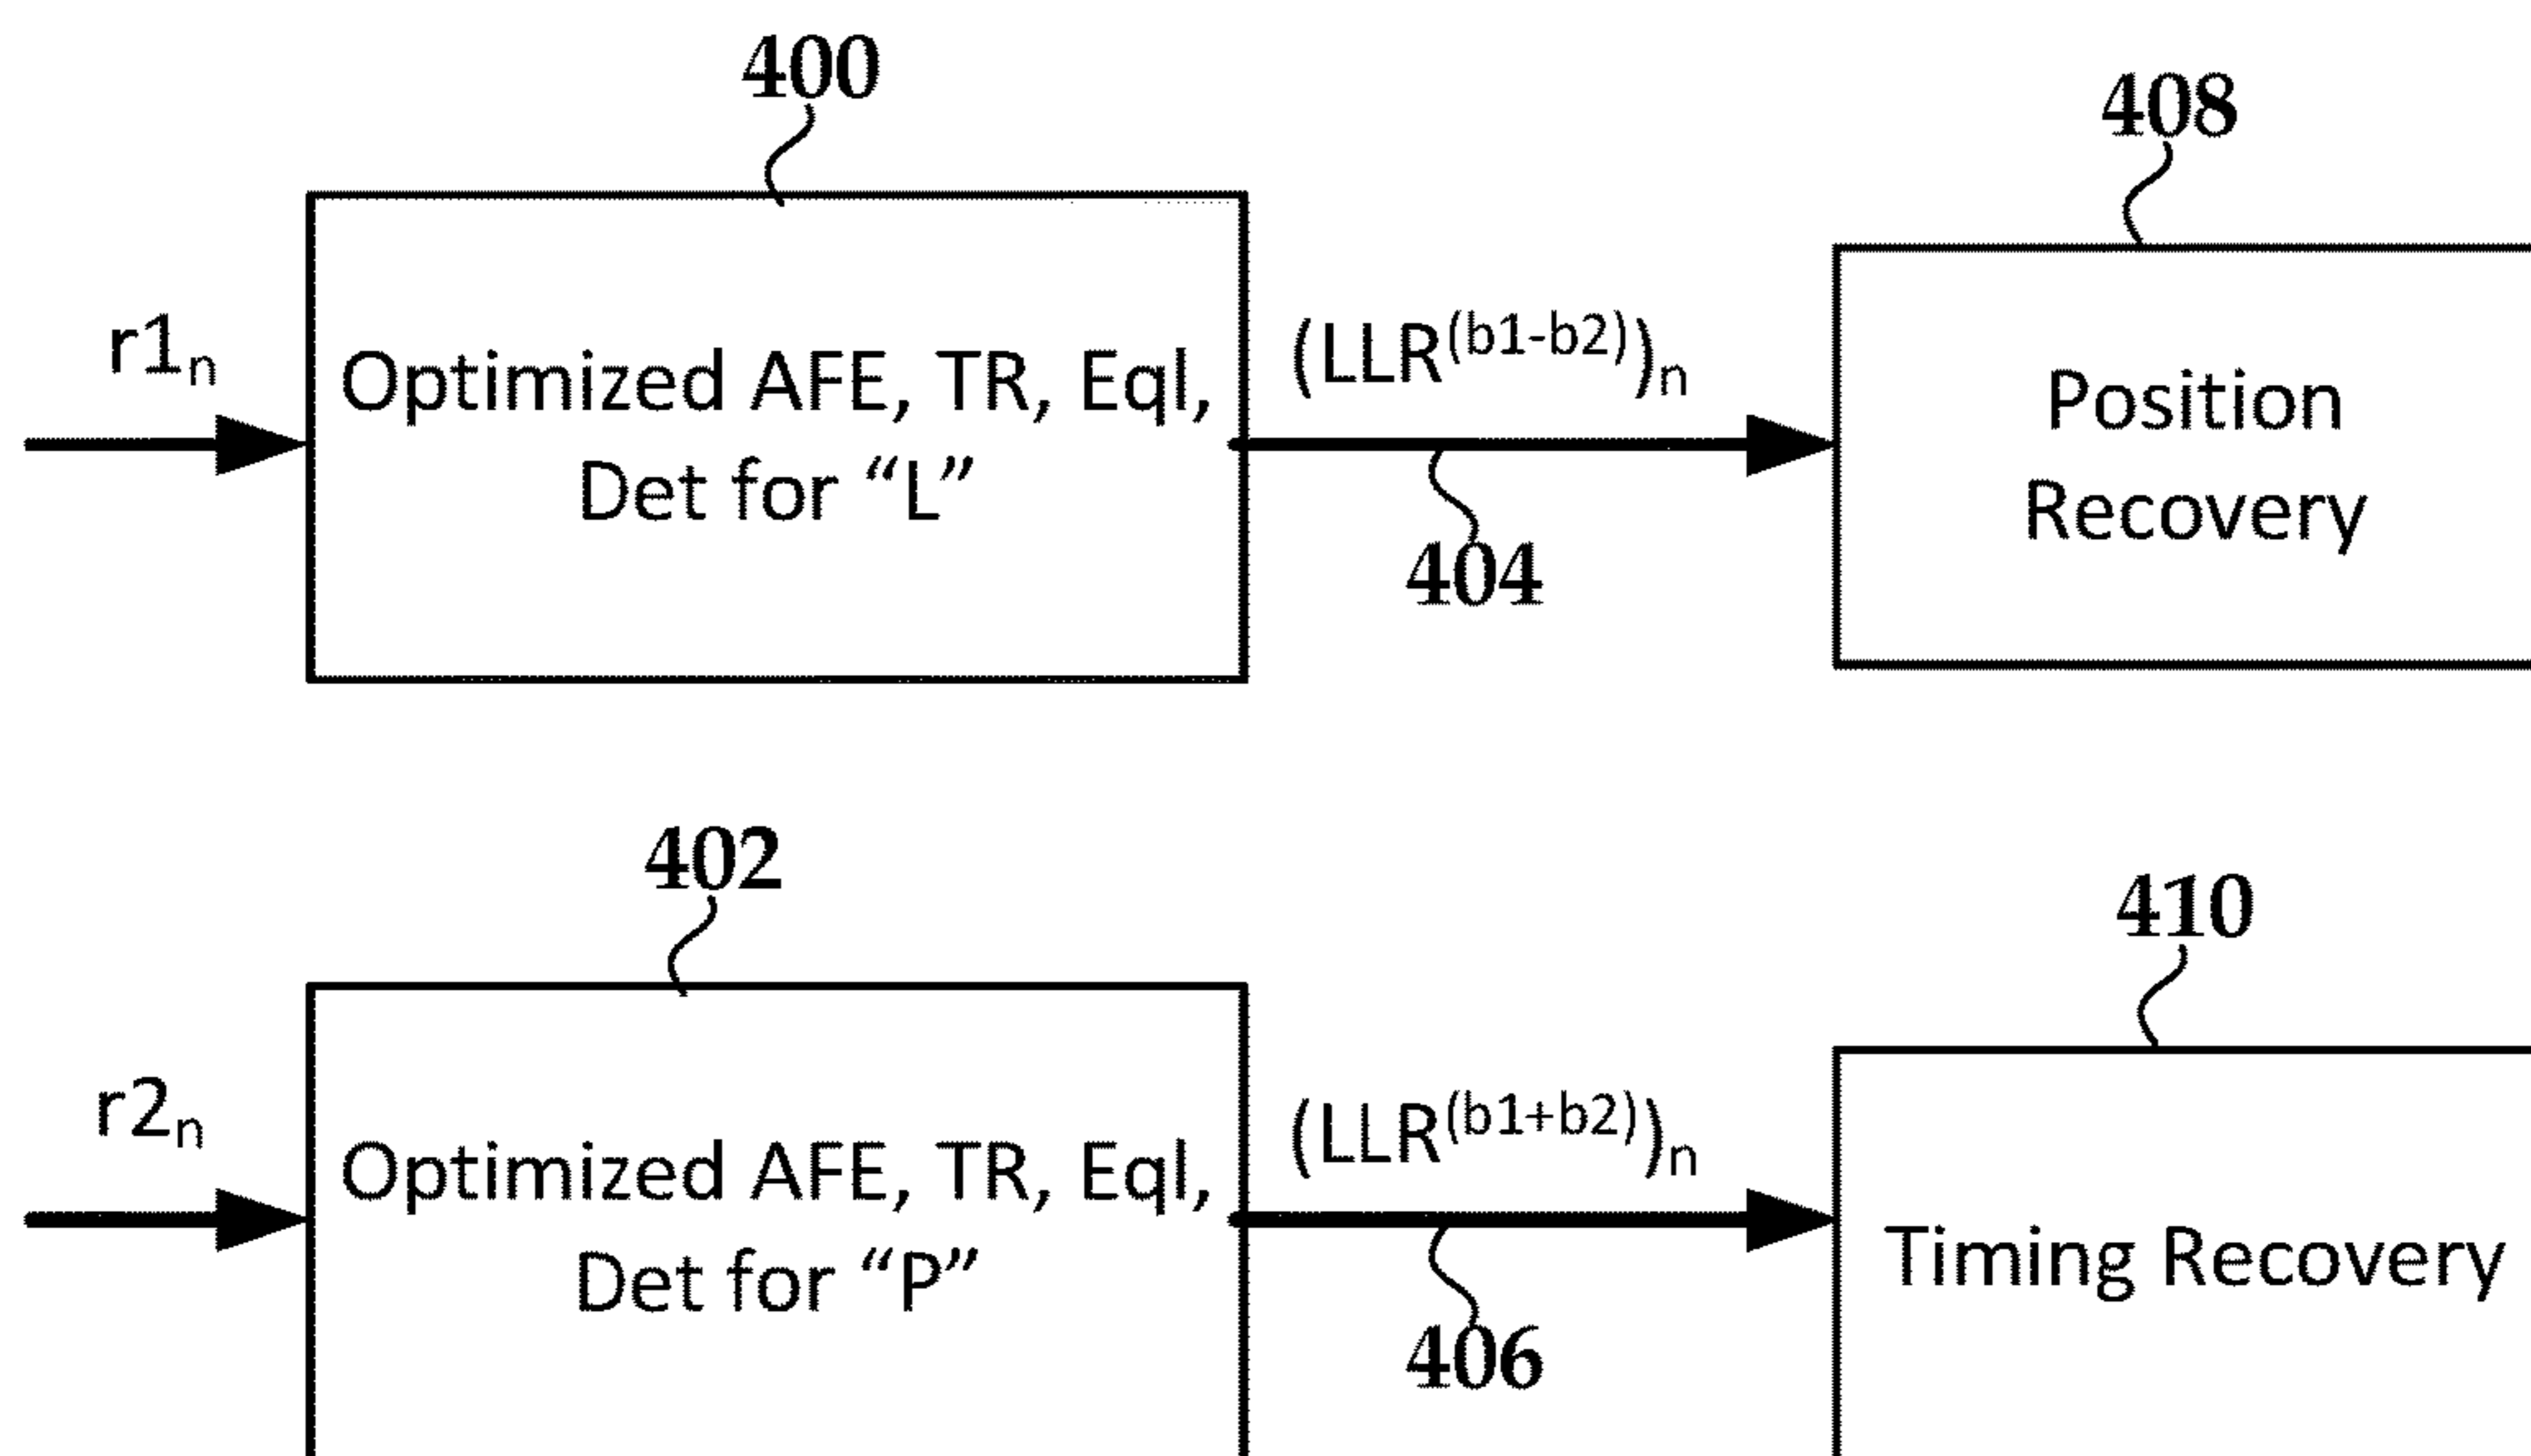 400
408
r1n
Optimized AFE, TR, Eql,
Det for “L”
(LLR(b1-b2))n
Position
Recovery
404
402
410
r2n
Optimized AFE, TR, Eql,
Det for “P”
(LLR(b1+b2))n
Timing Recovery
406